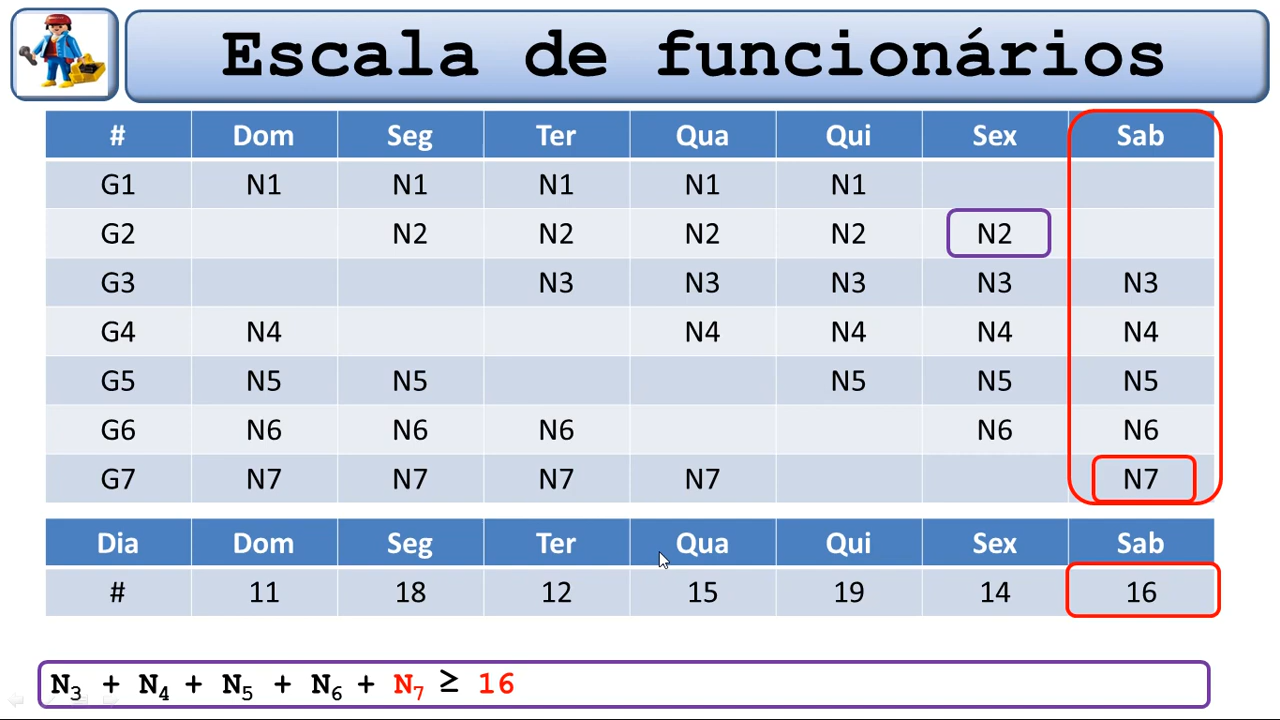 Escala de funcionários
# Dom Seg Ter Qua Qui Sex Sab
G1 N1 N1 N1 N1 N1
G2 N2 N2 N2 N2 N2
G3 N3 N3 N3 N3 N3
G4 N4 N4 N4 N4 N4
G5 N5 N5 N5 N5 N5
G6 N6 N6 N6 N6 N6
G7 N7 N7 N7 N7 N7
Dia Dom Seg Ter Qua Qui Sex Sab
# 11 18 12 15 19 14 16
N₃ + N₄ + N₅ + N₆ + N₇ ≥ 16